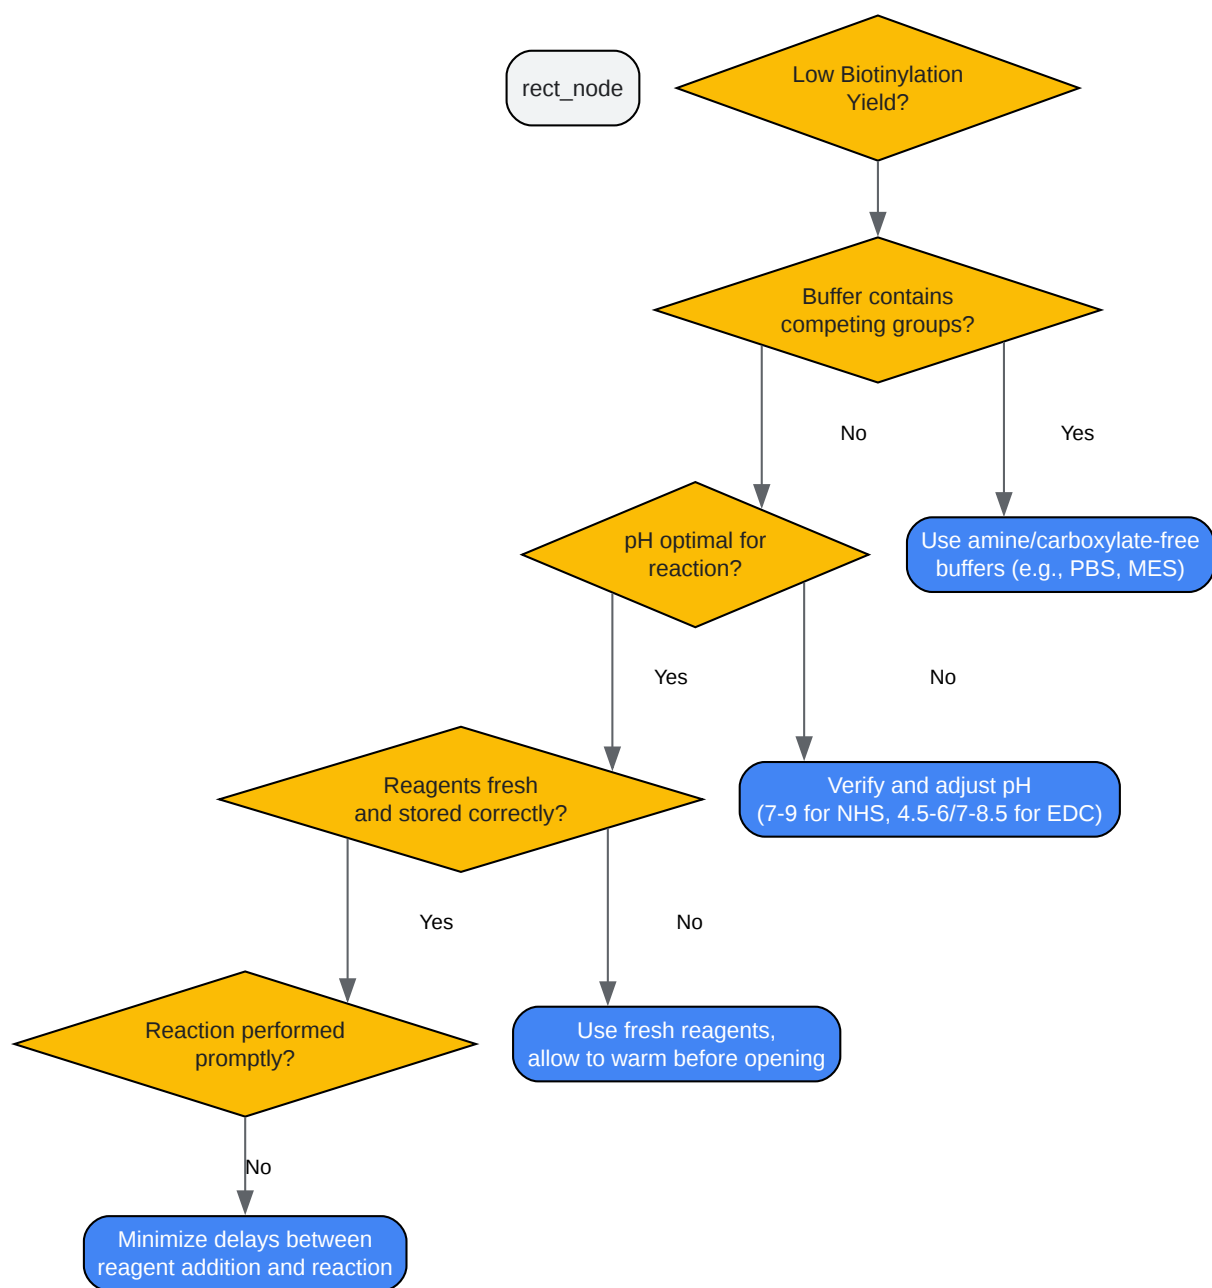 rect_node
Low Biotinylation
Yield?
Buffer contains
competing groups?
No
Yes
pH optimal for
reaction?
Use amine/carboxylate-free
buffers (e.g., PBS, MES)
Yes
No
Reagents fresh
and stored correctly?
Verify and adjust pH
(7-9 for NHS, 4.5-6/7-8.5 for EDC)
Yes
No
Reaction performed
promptly?
Use fresh reagents,
allow to warm before opening
No
Minimize delays between
reagent addition and reaction